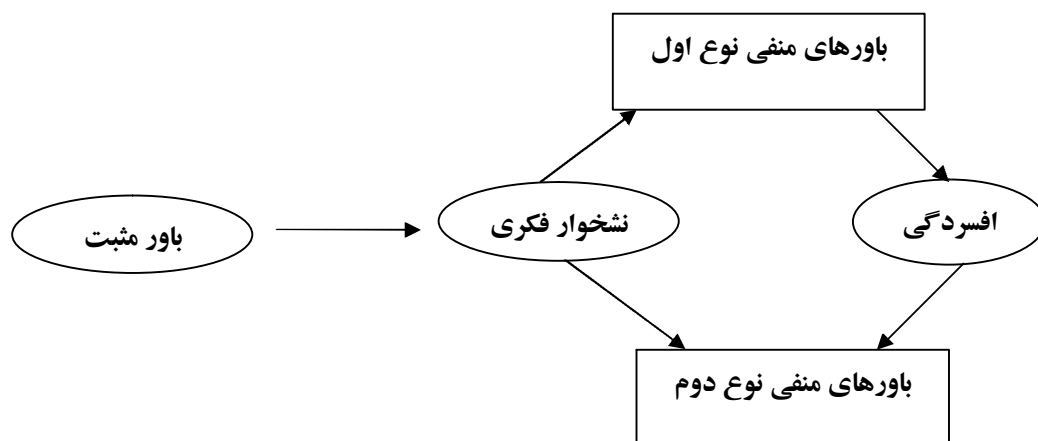 باورهای منفی نوع اول
باور مثبت
نشخوار فکری
افسردگی
باورهای منفی نوع دوم